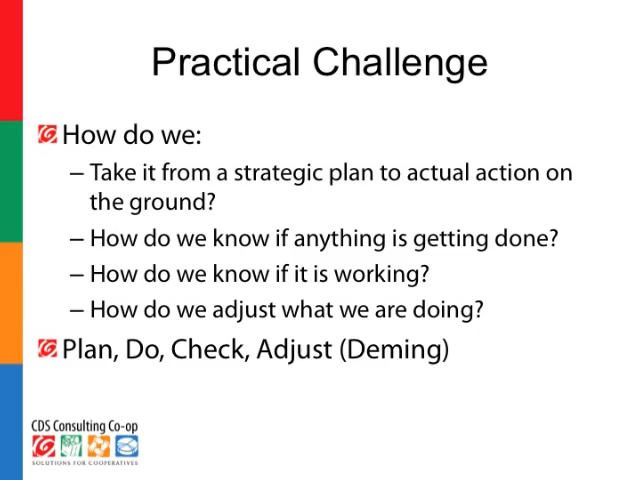 Practical Challenge
How do we:
– Take it from a strategic plan to actual action on
the ground?
– How do we know if anything is getting done?
– How do we know if it is working?
– How do we adjust what we are doing?
Plan, Do, Check, Adjust (Deming)
CDS Consulting Co-op
SOLUTIONS FOR COOPERATIVES